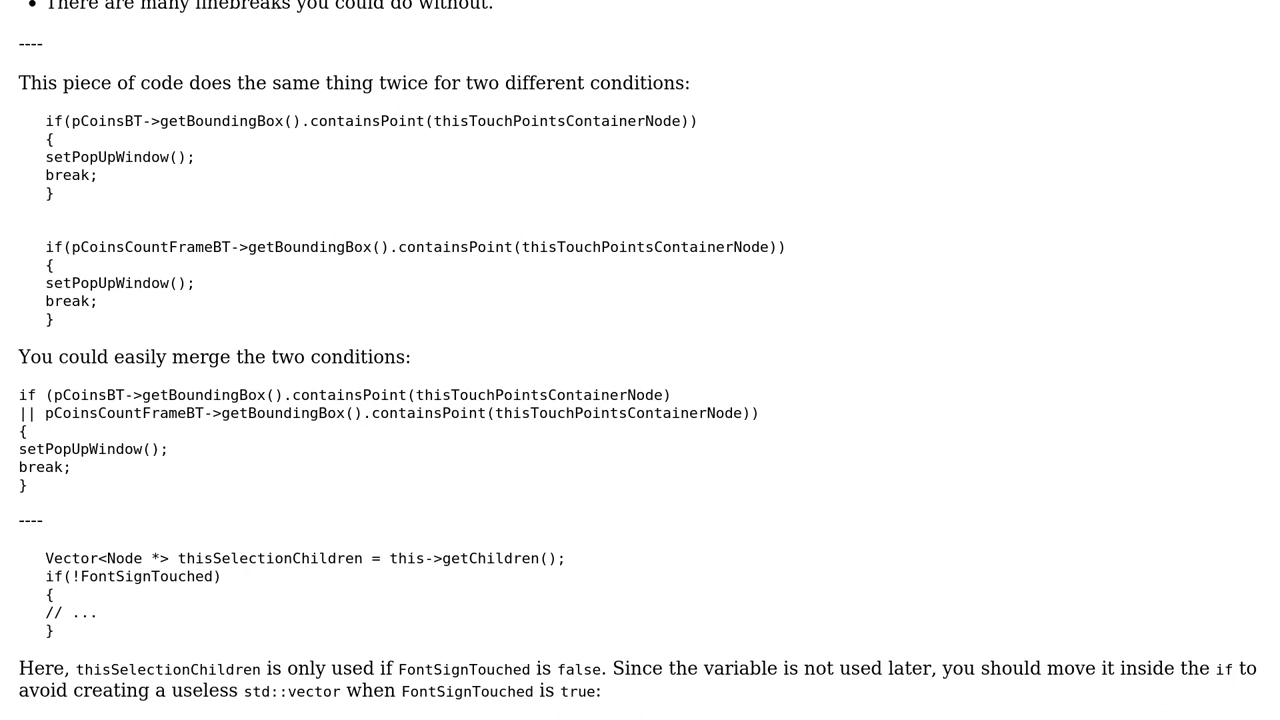 • There are many linebreaks you could do without.
----
This piece of code does the same thing twice for two different conditions:
if(pCoinsBT->getBoundingBox().containsPoint(thisTouchPointsContainerNode))
{
setPopUpWindow();
break;
}
if(pCoinsCountFrameBT->getBoundingBox().containsPoint(thisTouchPointsContainerNode))
{
setPopUpWindow();
break;
}
You could easily merge the two conditions:
if (pCoinsBT->getBoundingBox().containsPoint(thisTouchPointsContainerNode)
|| pCoinsCountFrameBT->getBoundingBox().containsPoint(thisTouchPointsContainerNode))
{
setPopUpWindow();
break;
}
----
Vector<Node *> thisSelectionChildren = this->getChildren();
if(!FontSignTouched)
{
// ...
}
Here, thisSelectionChildren is only used if FontSignTouched is false. Since the variable is not used later, you should move it inside the if to
avoid creating a useless std::vector when FontSignTouched is true: